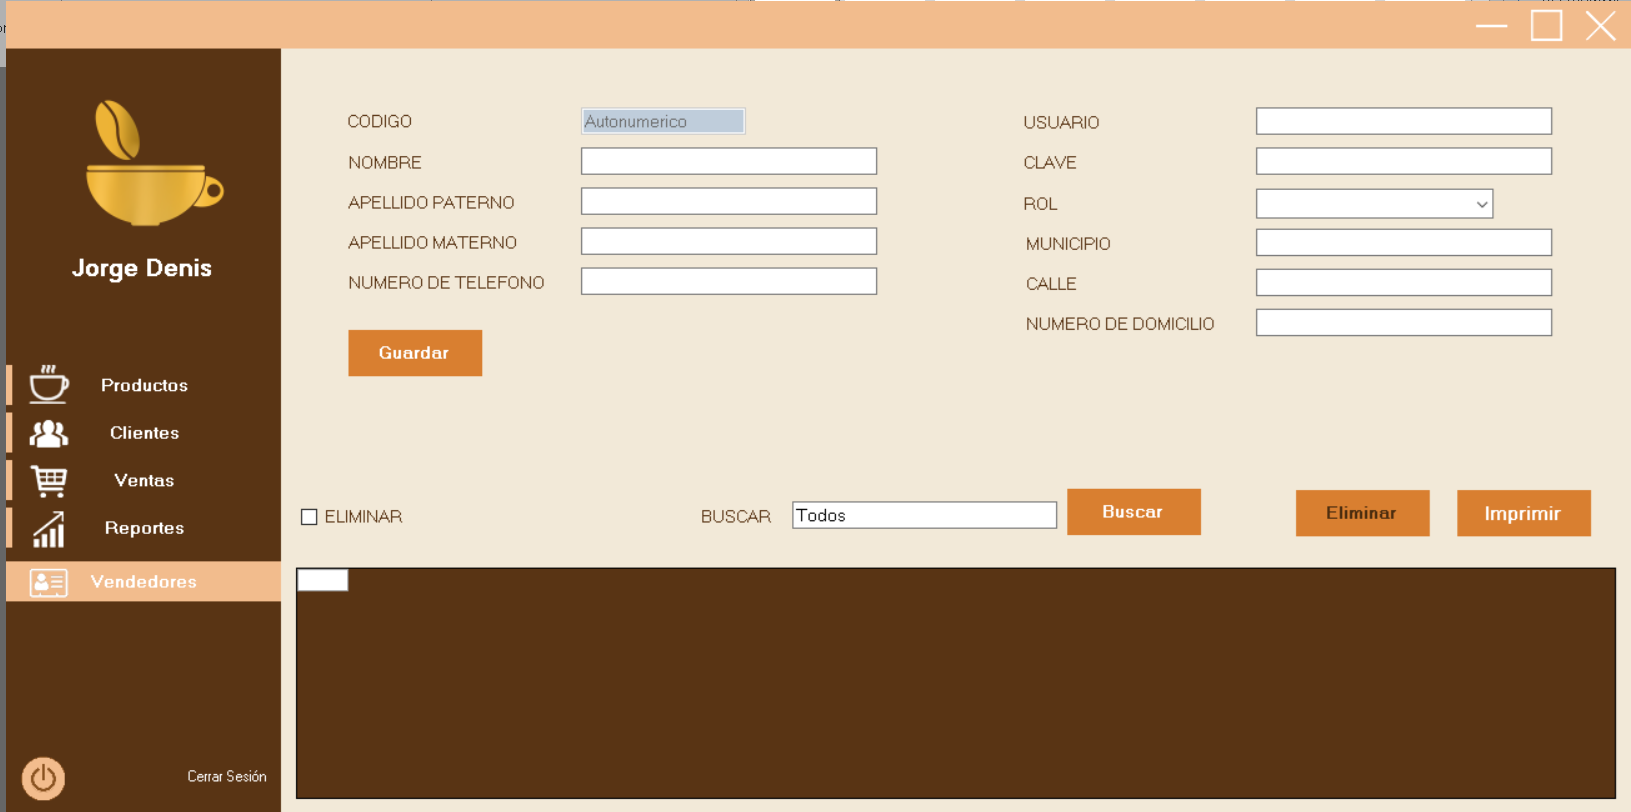 Jorge Denis
Productos
Clientes
Ventas
Reportes
Vendedores
Cerrar Sesión
CODIGO Autonumerico
NOMBRE
APELLIDO PATERNO
APELLIDO MATERNO
NUMERO DE TELEFONO
Guardar
USUARIO
CLAVE
ROL
MUNICIPIO
CALLE
NUMERO DE DOMICILIO
ELIMINAR BUSCAR Todos Buscar Eliminar Imprimir